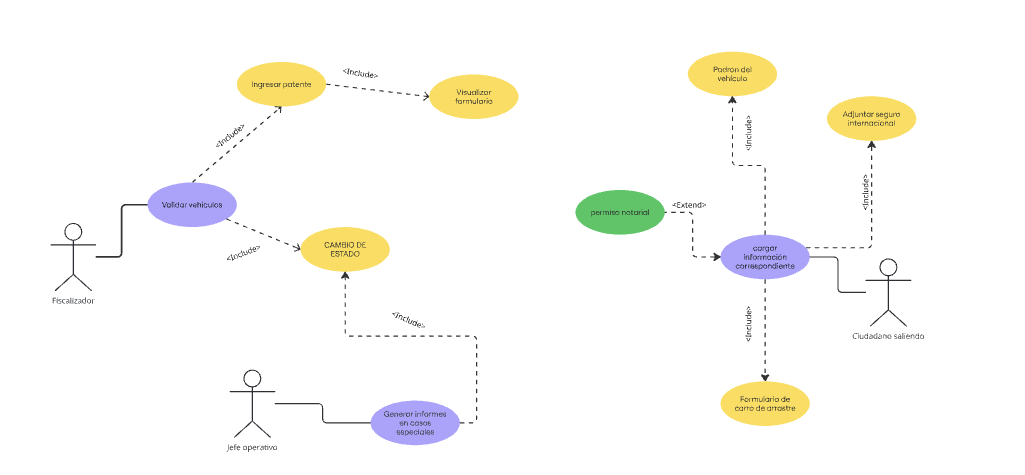 Ingresar patente
<Include>
Visualizar
formulario
<Include>
Validar vehículos
<Include>
CAMBIO DE
ESTADO
Fiscalizador
<Include>
Generar informes
en casos
especiales
Jefe operativo
Padron del
vehículo
<Include>
Adjuntar seguro
internacional
<Include>
permiso notarial
<Extend>
cargar
información
correspondiente
Ciudadano saliendo
<Include>
Formulario de
carro de arrastre